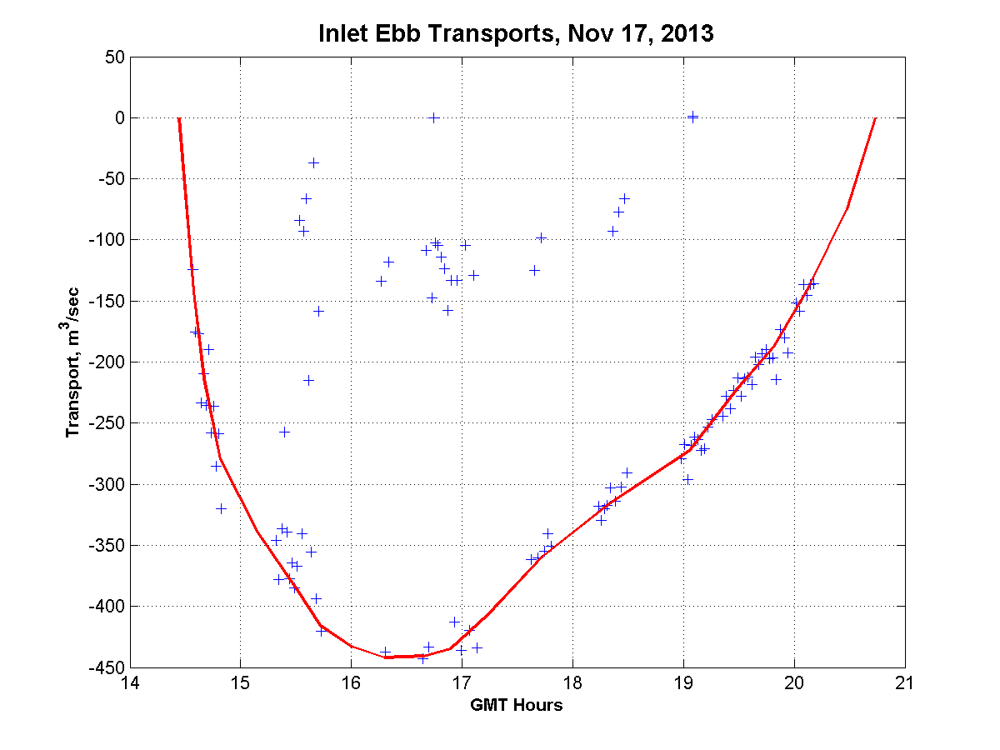 Inlet Ebb Transports, Nov 17, 2013
50
0
-50
-100
-150
-200
-250
-300
-350
-400
-450
Transport, m³/sec
14 15 16 17 18 19 20 21
GMT Hours